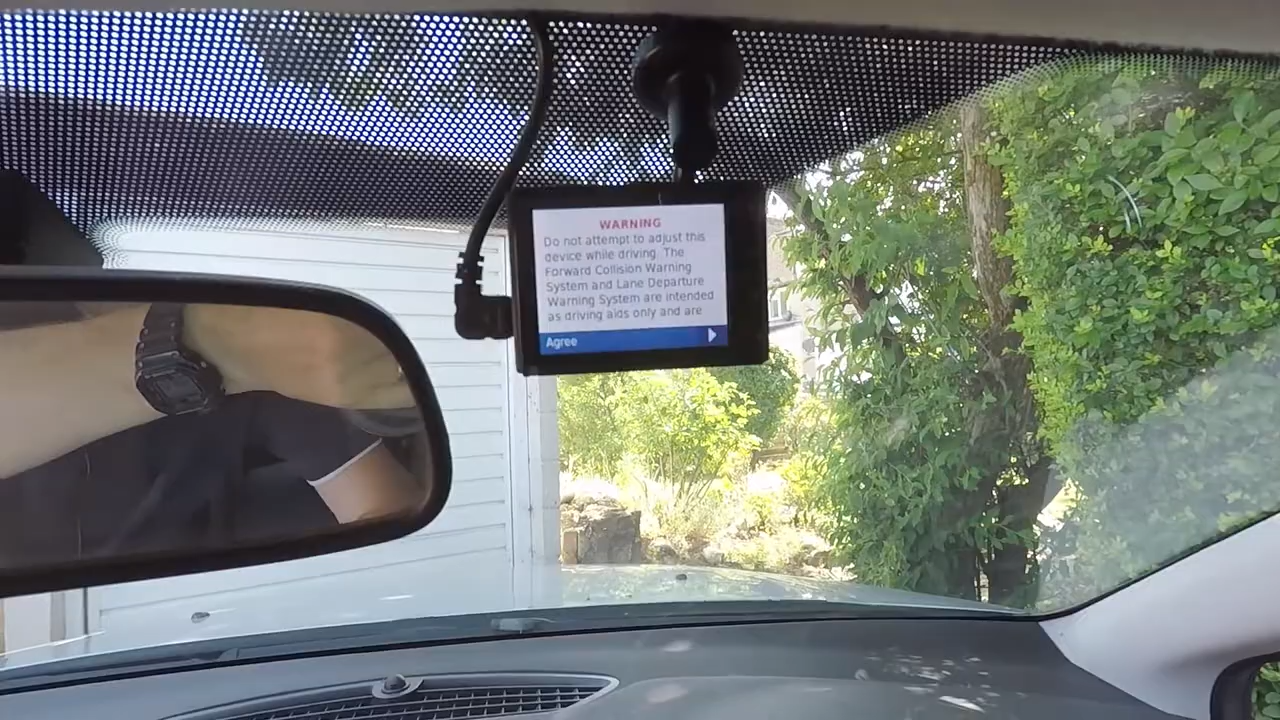 WARNING
Do not attempt to adjust this
device while driving. The
Forward Collision Warning
System and Lane Departure
Warning System are intended
as driving aids only and are
Agree